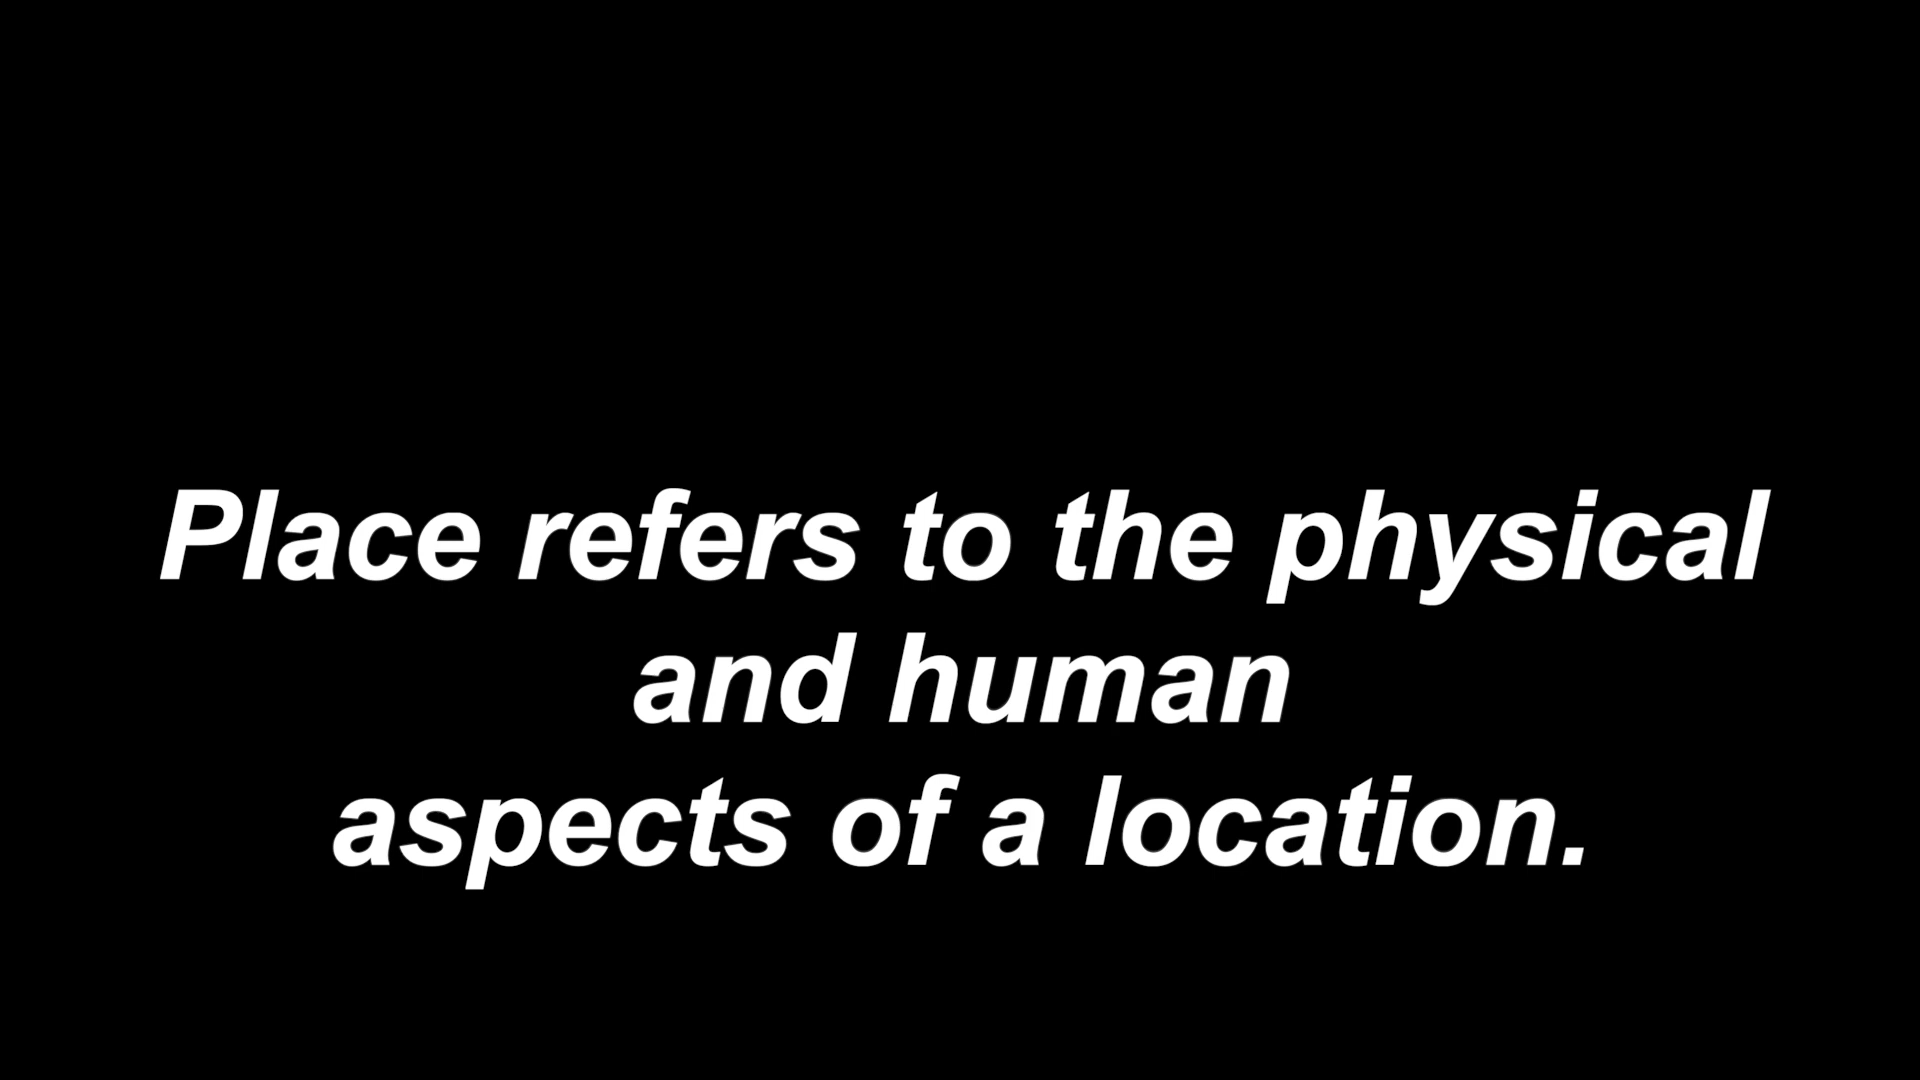 Place refers to the physical
and human
aspects of a location.